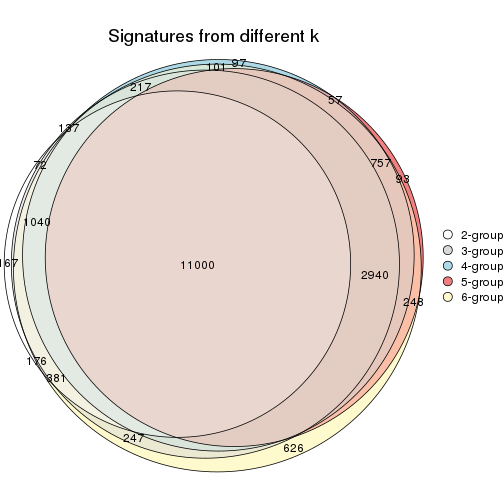 Signatures from different k
101 97
217
57
137
757
72
93
1040
167
11000
2940
248
176
381
247
626
2-group
3-group
4-group
5-group
6-group